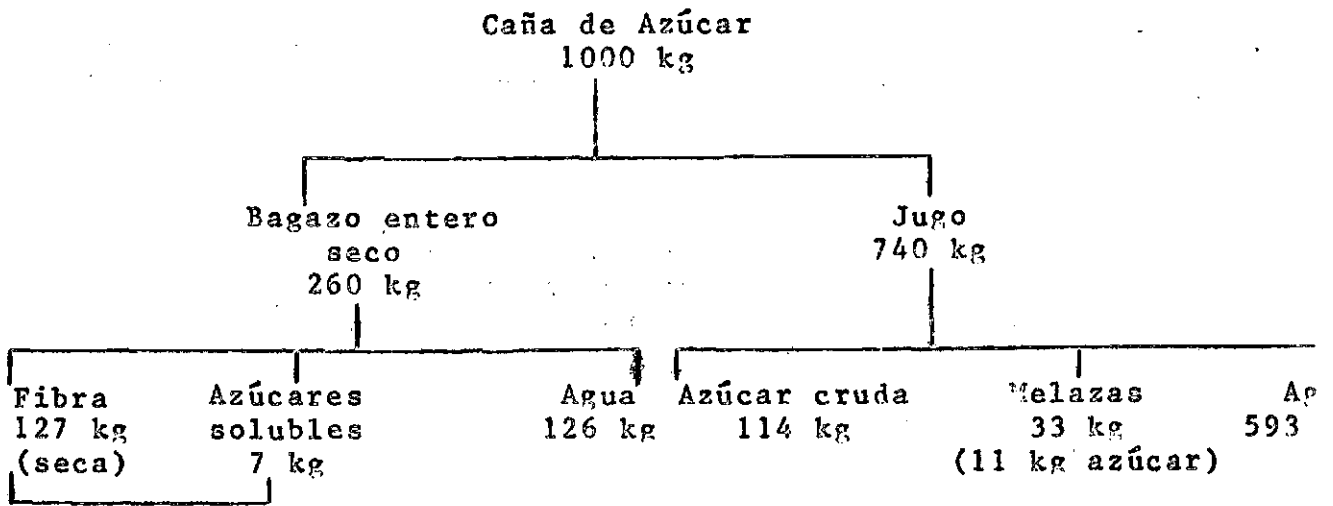 Caña de Azúcar
1000 kg
Bagazo entero
seco
260 kg
Jugo
740 kg
Fibra
127 kg
(seca)
Azúcares
solubles
7 kg
Agua
126 kg
Azúcar cruda
114 kg
Melazas
33 kg
(11 kg azúcar)
593